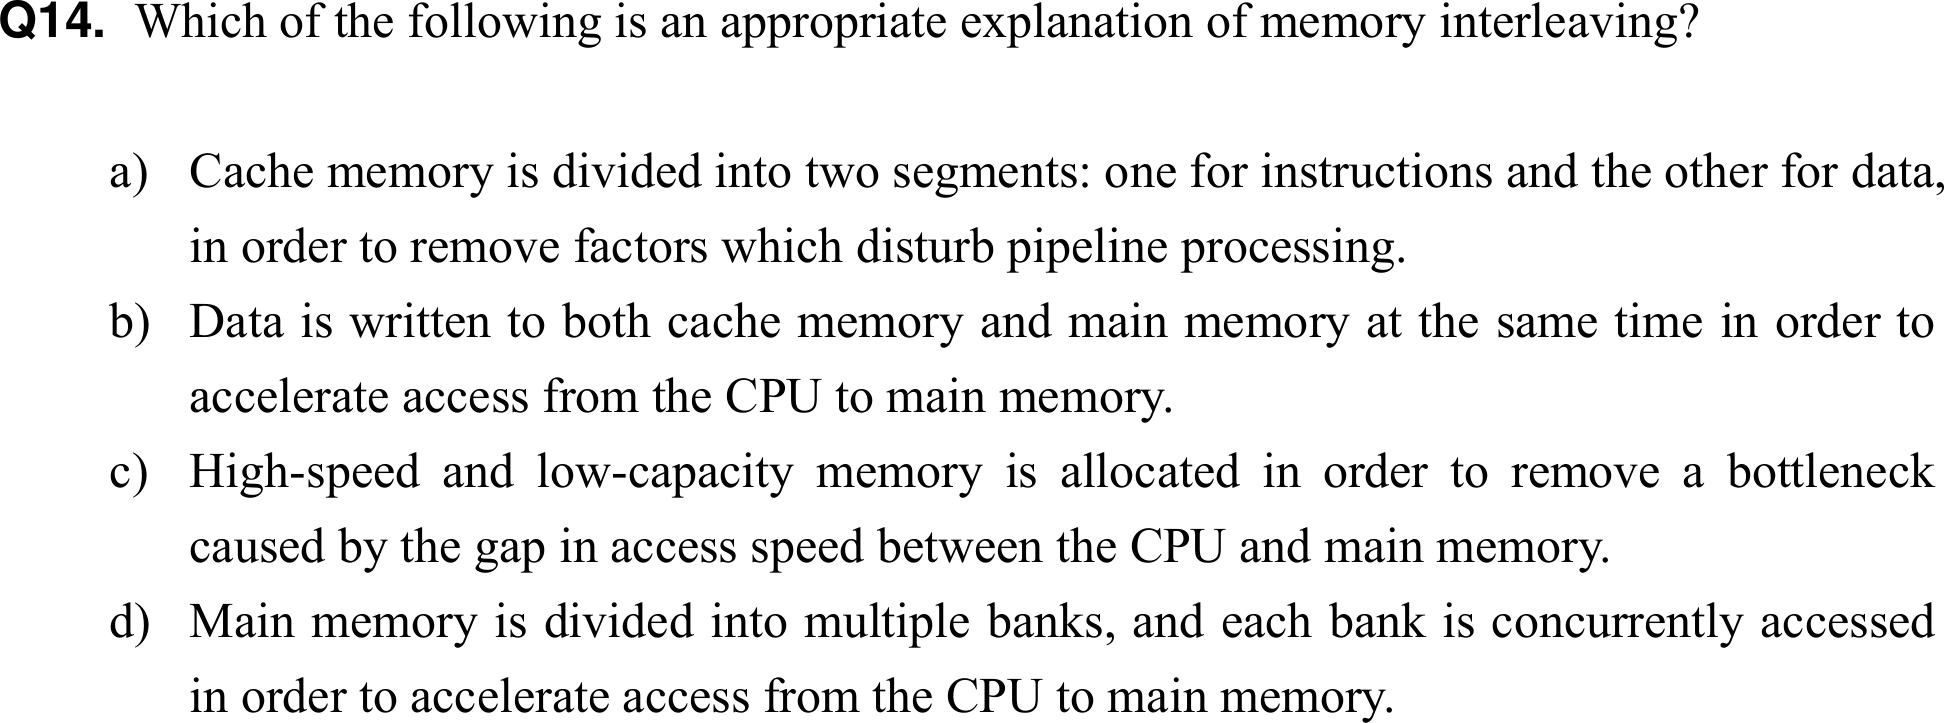 Q14. Which of the following is an appropriate explanation of memory interleaving?
a) Cache memory is divided into two segments: one for instructions and the other for data,
in order to remove factors which disturb pipeline processing.
b) Data is written to both cache memory and main memory at the same time in order to
accelerate access from the CPU to main memory.
c) High-speed and low-capacity memory is allocated in order to remove a bottleneck
caused by the gap in access speed between the CPU and main memory.
d) Main memory is divided into multiple banks, and each bank is concurrently accessed
in order to accelerate access from the CPU to main memory.